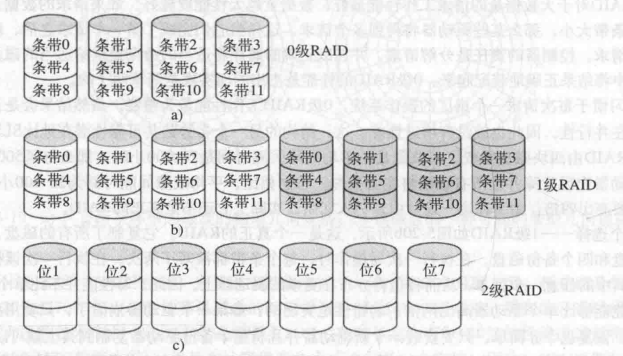 条带0 条带1 条带2 条带3
条带4 条带5 条带6 条带7
条带8 条带9 条带10 条带11
0级RAID
a)
条带0 条带1 条带2 条带3 条带0 条带1 条带2 条带3
条带4 条带5 条带6 条带7 条带4 条带5 条带6 条带7
条带8 条带9 条带10 条带11 条带8 条带9 条带10 条带11
1级RAID
b)
位1 位2 位3 位4 位5 位6 位7
2级RAID
c)